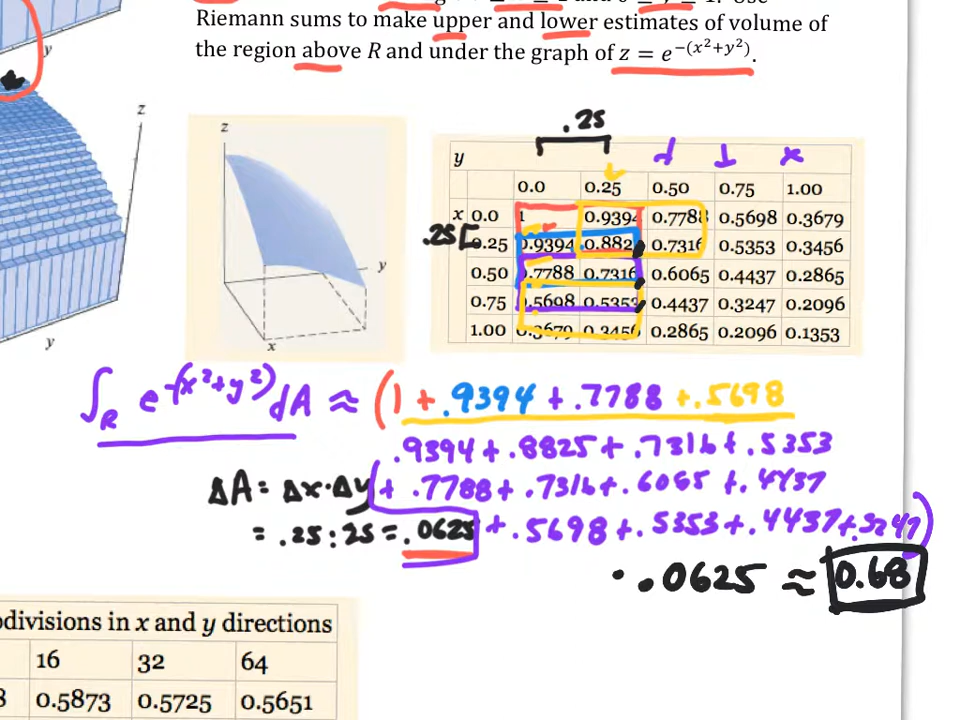 Riemann sums to make upper and lower estimates of volume of
the region above R and under the graph of z = e^−(x²+y²).
z
y
x
z
y
y
.25
y
0.0 0.25 0.50 0.75 1.00
x 0.0 1 0.9394 0.7788 0.5698 0.3679
.25 0.25 0.9394 0.882 0.7316 0.5353 0.3456
0.50 0.7788 0.7316 0.6065 0.4437 0.2865
0.75 0.5698 0.5353 0.4437 0.3247 0.2096
1.00 0.3679 0.3456 0.2865 0.2096 0.1353
∫R e^-(x²+y²) dA ≈ (1 + .9394 + .7788 + .5698
.9394 + .8825 + .7316 + .5353
ΔA = Δx·Δy + .7788 + .7316 + .6065 + .4437
= .25·.25 = .0625 + .5698 + .5353 + .4437 + .3247)
· .0625 ≈ 0.68
divisions in x and y directions
16 32 64
0.5873 0.5725 0.5651